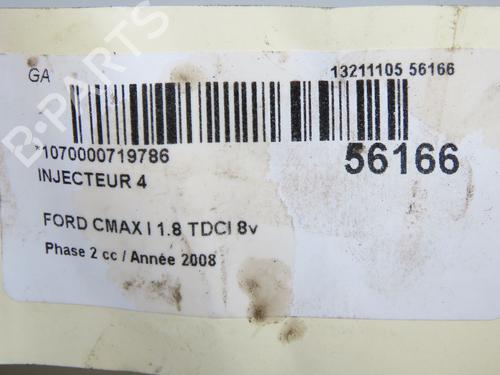 GA
13211105 56166
*1070000719786
56166
INJECTEUR 4
FORD CMAX I 1.8 TDCI 8v
Phase 2 cc / Année 2008
B-PARTS